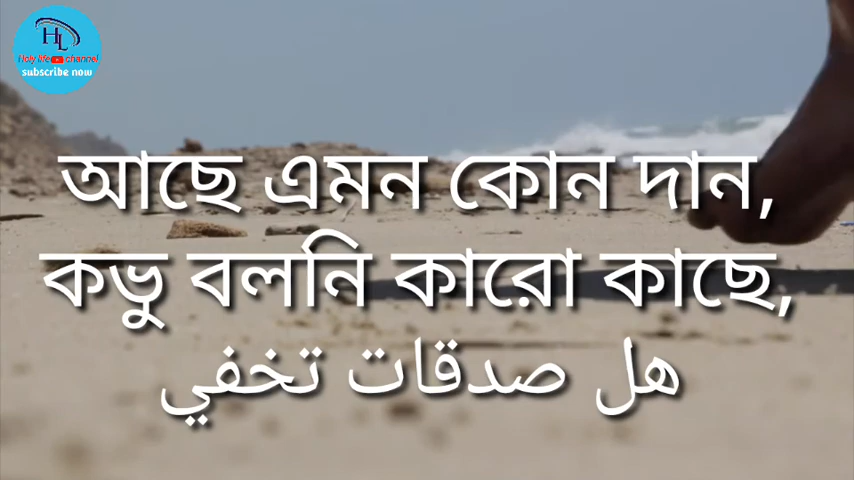 HL
Holy life channel
subscribe now
আছে এমন কোন দান,
কভু বলনি কারো কাছে,
هل صدقات تخفي